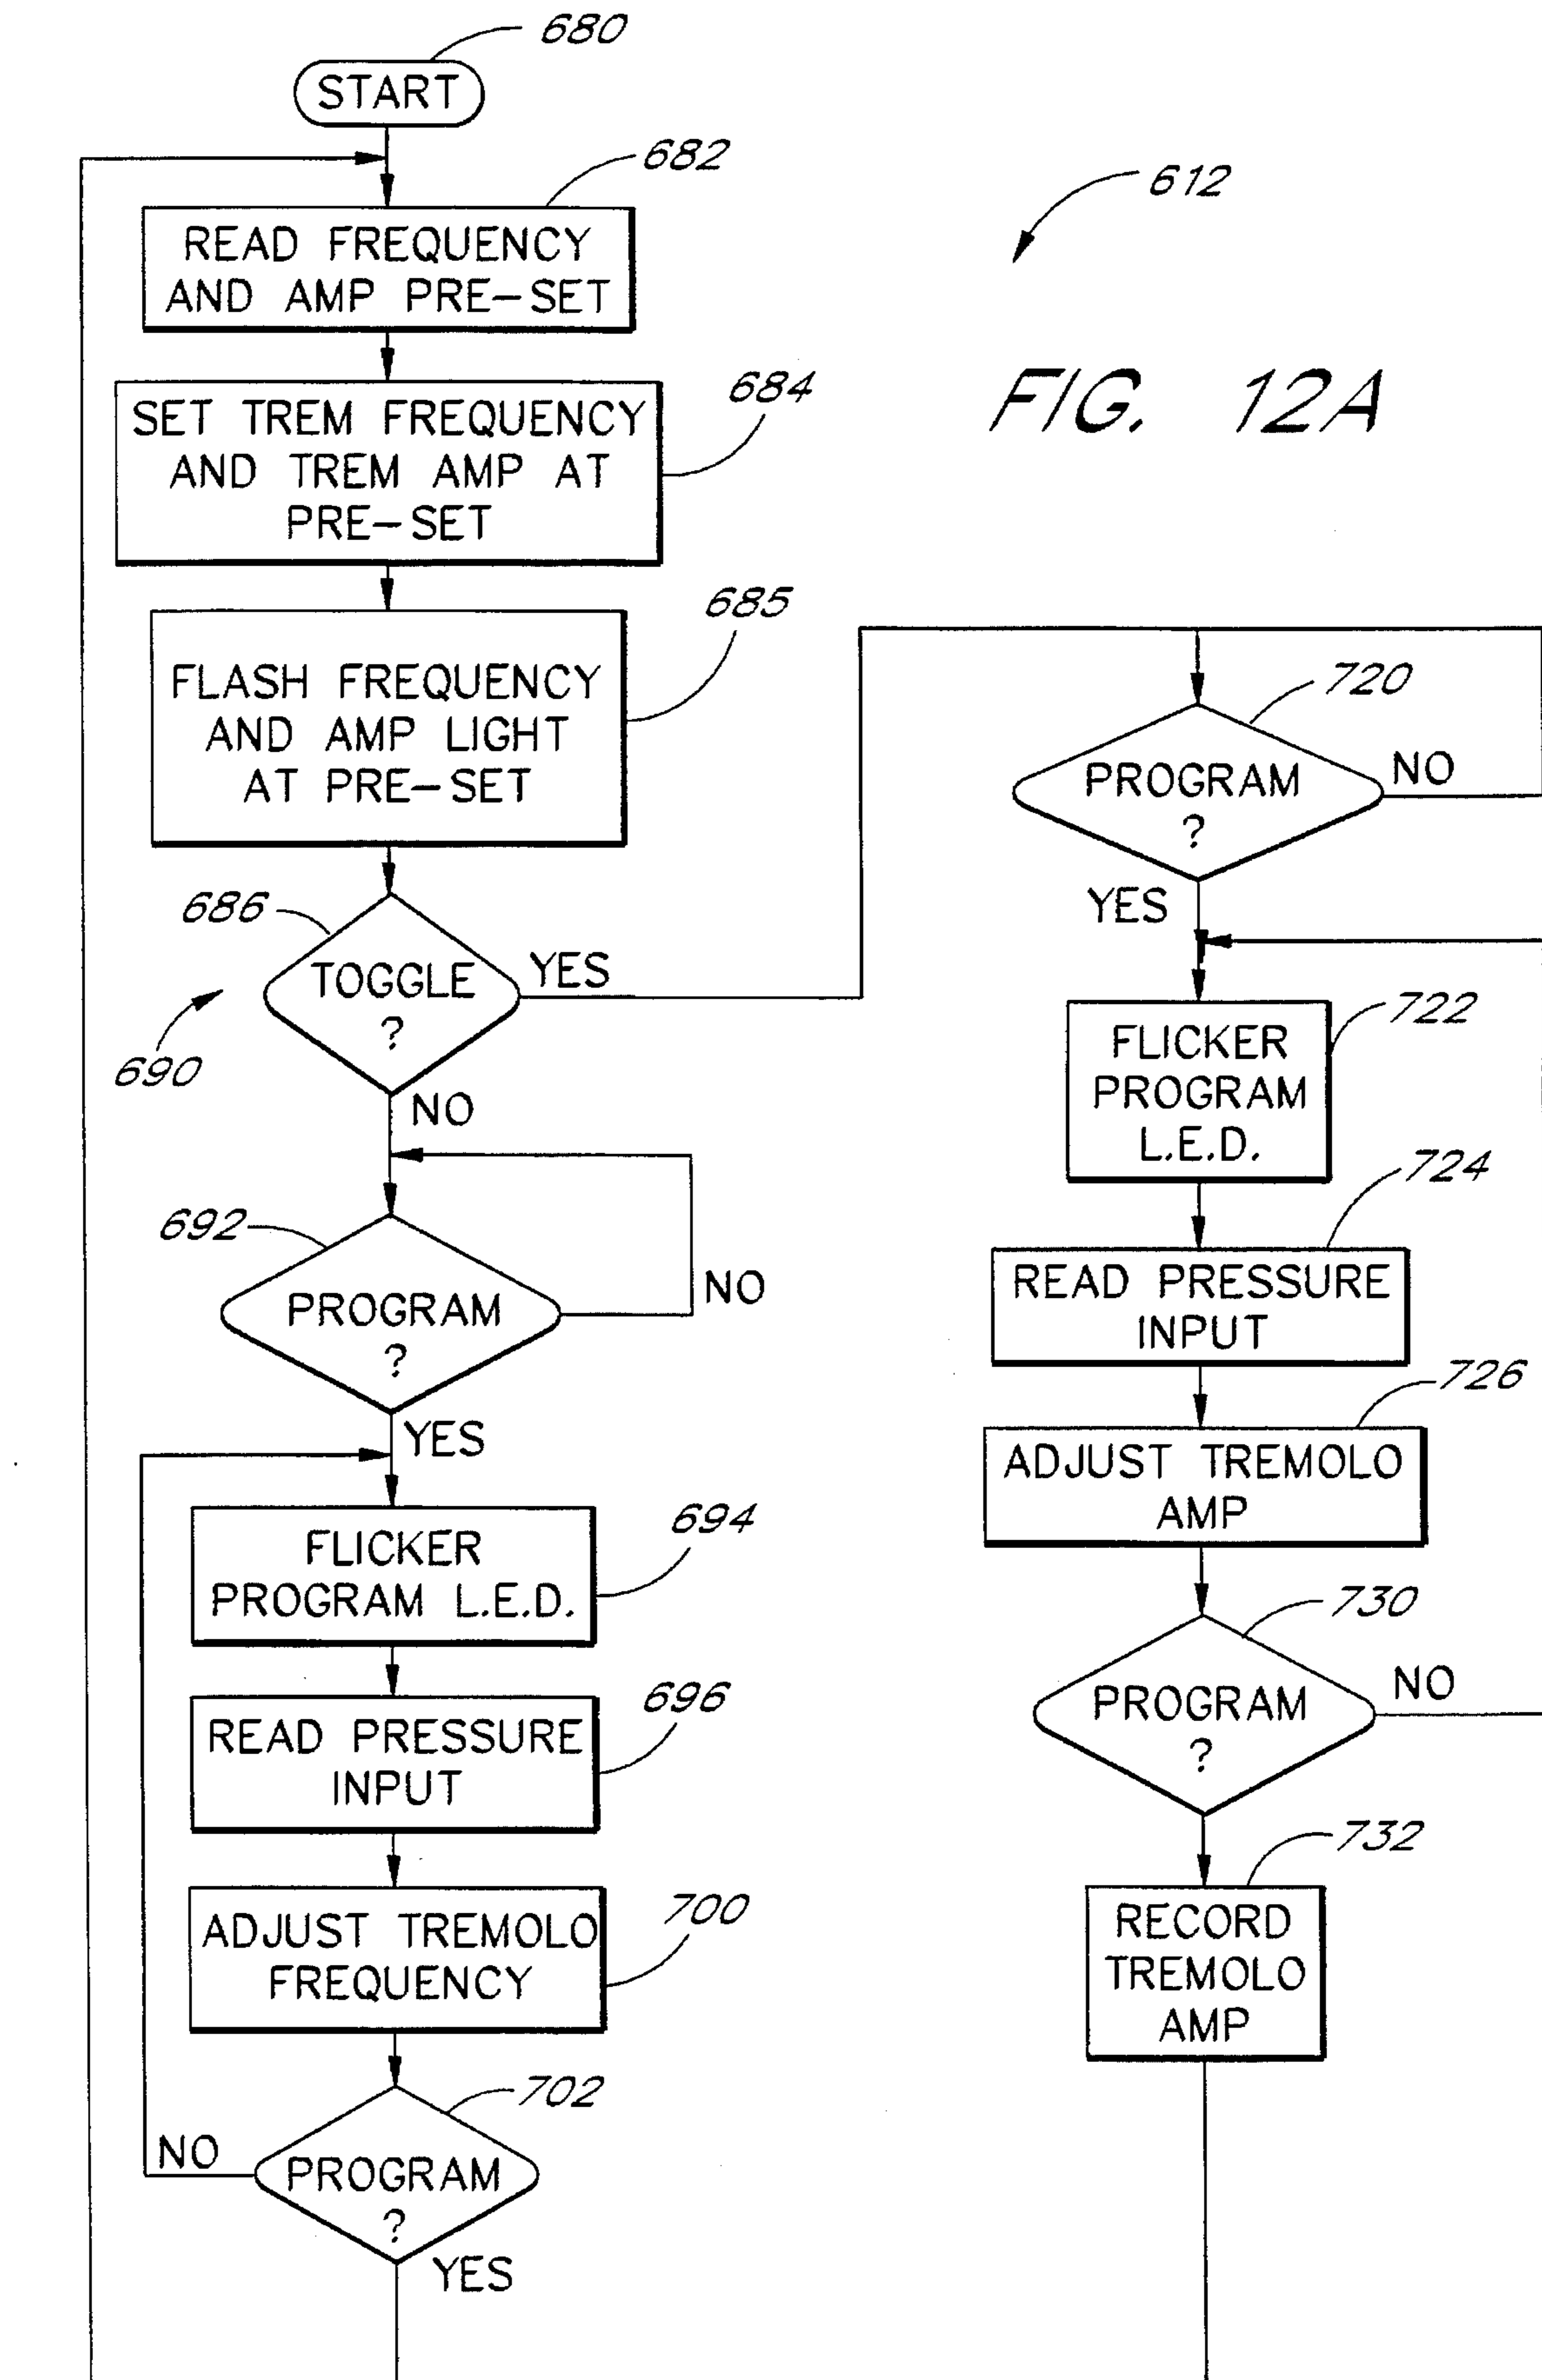 680
START
682
612
READ FREQUENCY
AND AMP PRE-SET
FIG. 12A
684
SET TREM FREQUENCY
AND TREM AMP AT
PRE-SET
685
FLASH FREQUENCY
AND AMP LIGHT
AT PRE-SET
686
TOGGLE
?
YES
690
NO
692
PROGRAM
?
NO
YES
694
FLICKER
PROGRAM L.E.D.
696
READ PRESSURE
INPUT
700
ADJUST TREMOLO
FREQUENCY
702
NO
PROGRAM
?
YES
720
PROGRAM
?
NO
YES
722
FLICKER
PROGRAM
L.E.D.
724
READ PRESSURE
INPUT
726
ADJUST TREMOLO
AMP
730
PROGRAM
?
NO
732
RECORD
TREMOLO
AMP